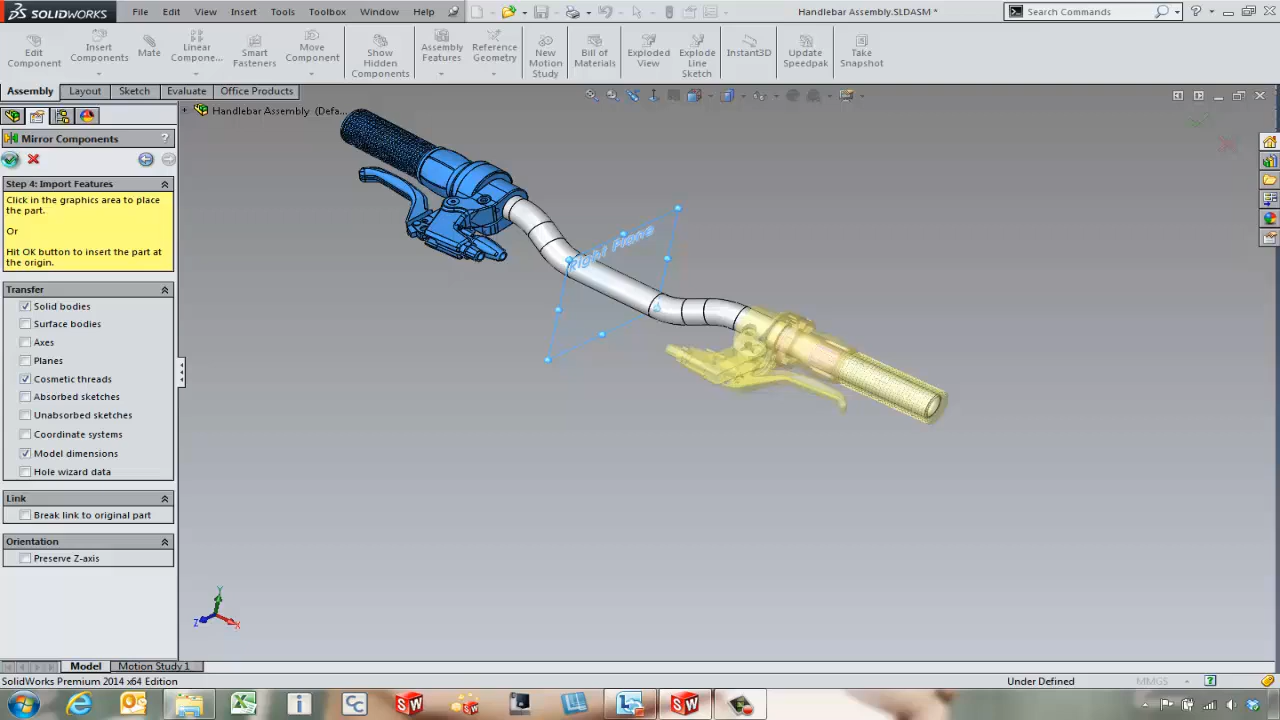 SOLIDWORKS File Edit View Insert Tools Toolbox Window Help Handlebar Assembly.SLDASM * Search Commands
Edit Component
Insert Components
Mate
Linear Compone...
Smart Fasteners
Move Component
Show Hidden Components
Assembly Features
Reference Geometry
New Motion Study
Bill of Materials
Exploded View
Explode Line Sketch
Instant3D
Update Speedpak
Take Snapshot
Assembly Layout Sketch Evaluate Office Products
Handlebar Assembly (Defa...
Mirror Components ?
Step 4: Import Features
Click in the graphics area to place
the part.
Or
Hit OK button to insert the part at
the origin.
Transfer
Solid bodies
Surface bodies
Axes
Planes
Cosmetic threads
Absorbed sketches
Unabsorbed sketches
Coordinate systems
Model dimensions
Hole wizard data
Link
Break link to original part
Orientation
Preserve Z-axis
Right Plane
Y
Z X
Model Motion Study 1
SolidWorks Premium 2014 x64 Edition Under Defined MMGS